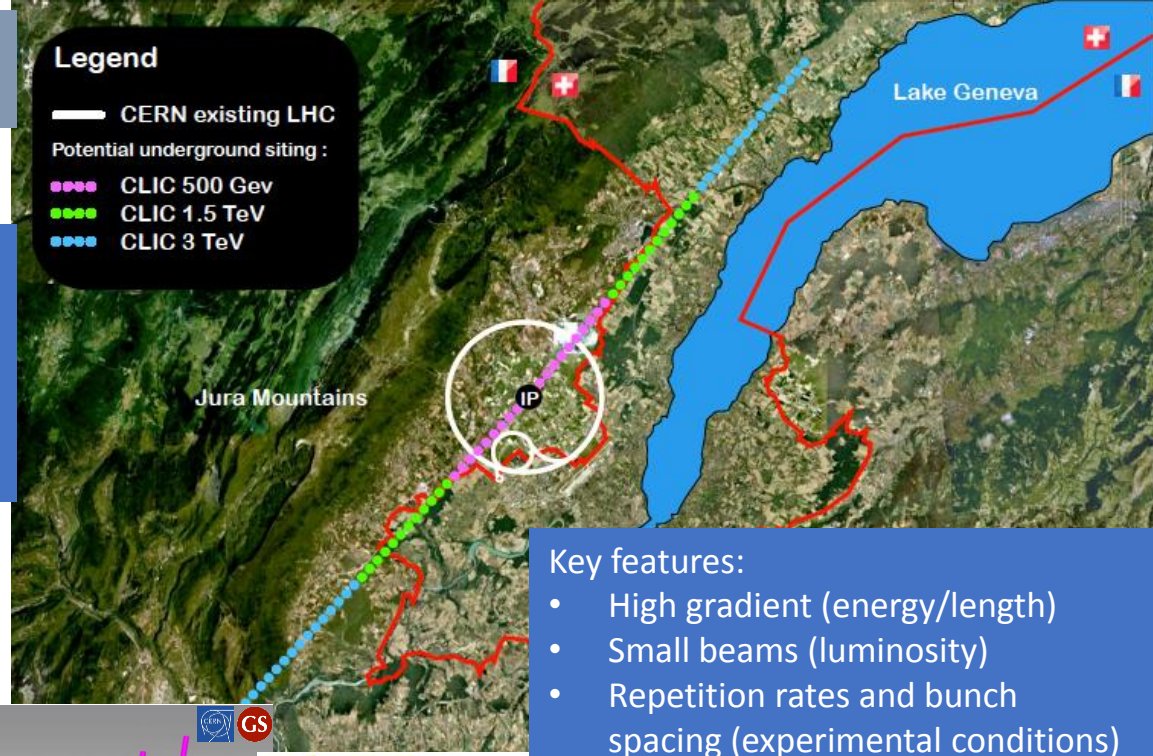 Legend
CERN existing LHC
Potential underground siting :
CLIC 500 Gev
CLIC 1.5 TeV
CLIC 3 TeV
Lake Geneva
Jura Mountains
IP
Key features:
• High gradient (energy/length)
• Small beams (luminosity)
• Repetition rates and bunch
spacing (experimental conditions)
CERN
GS